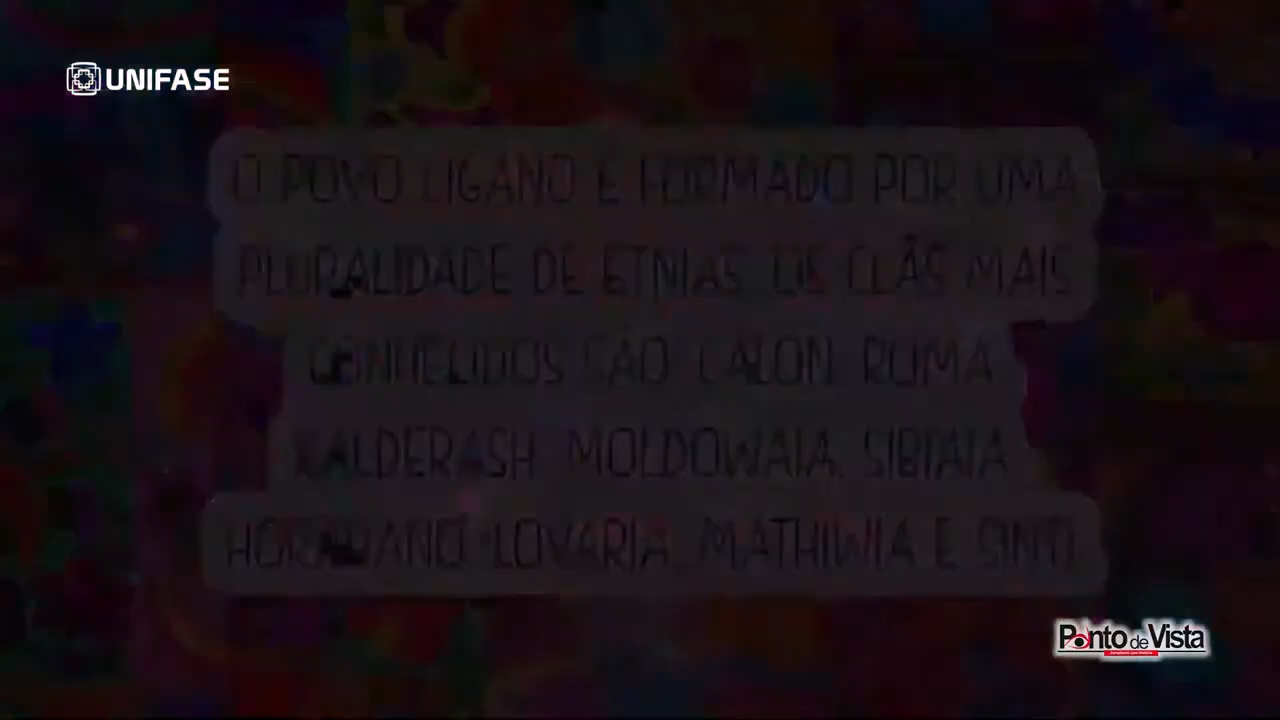 UNIFASE
O POVO CIGANO É FORMADO POR UMA
PLURALIDADE DE ETNIAS. OS CLÃS MAIS
CONHECIDOS SÃO: CALON, ROMA
KALDERASH, MOLDOWAIA, SIBIAIA,
HORAHANÔ, LOVARIA, MATHIWIA E SINTI
Ponto de Vista